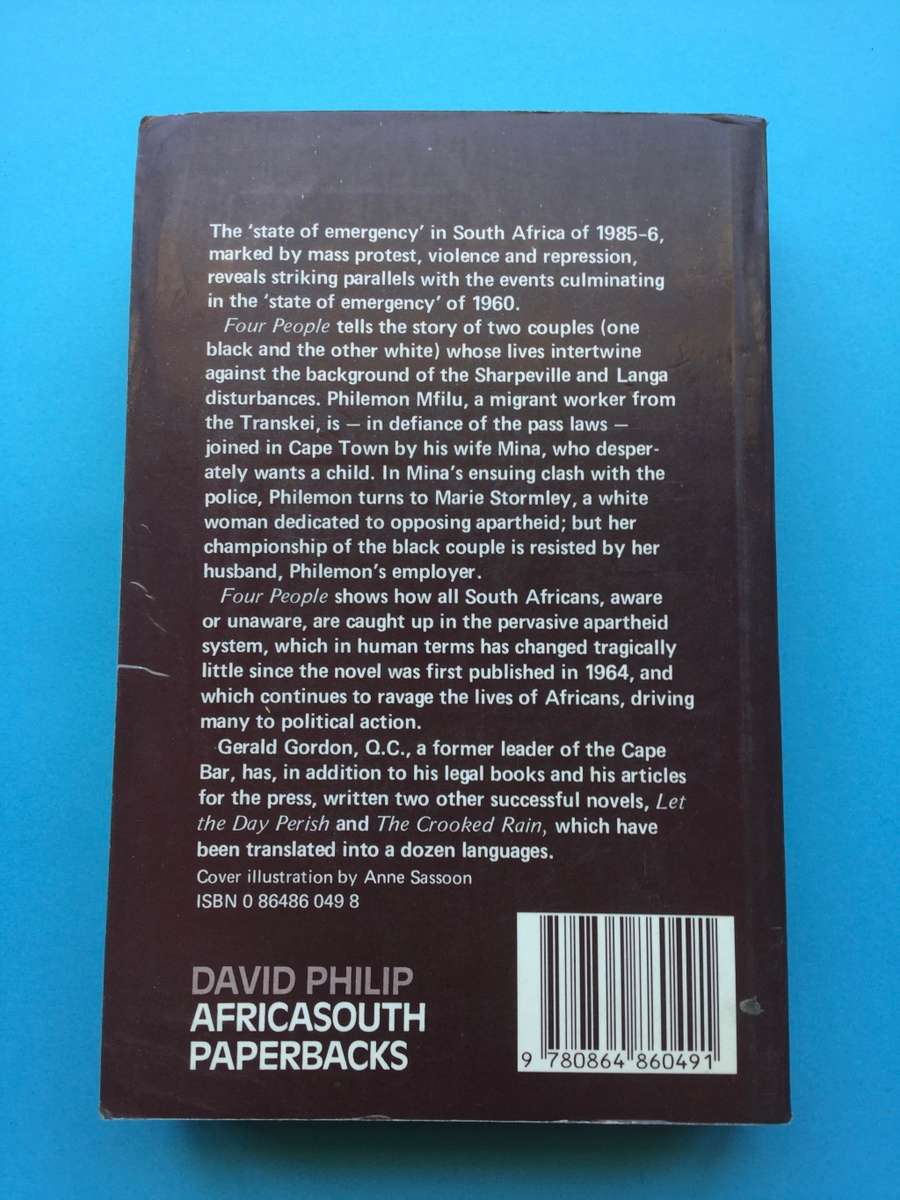 The ‘state of emergency’ in South Africa of 1985–6,
marked by mass protest, violence and repression,
reveals striking parallels with the events culminating
in the ‘state of emergency’ of 1960.
Four People tells the story of two couples (one
black and the other white) whose lives intertwine
against the background of the Sharpeville and Langa
disturbances. Philemon Mfilu, a migrant worker from
the Transkei, is — in defiance of the pass laws —
joined in Cape Town by his wife Mina, who desper-
ately wants a child. In Mina’s ensuing clash with the
police, Philemon turns to Marie Stormley, a white
woman dedicated to opposing apartheid; but her
championship of the black couple is resisted by her
husband, Philemon’s employer.
Four People shows how all South Africans, aware
or unaware, are caught up in the pervasive apartheid
system, which in human terms has changed tragically
little since the novel was first published in 1964, and
which continues to ravage the lives of Africans, driving
many to political action.
Gerald Gordon, Q.C., a former leader of the Cape
Bar, has, in addition to his legal books and his articles
for the press, written two other successful novels, Let
the Day Perish and The Crooked Rain, which have
been translated into a dozen languages.
Cover illustration by Anne Sassoon
ISBN 0 86486 049 8
DAVID PHILIP
AFRICASOUTH
PAPERBACKS
9 780864 860491